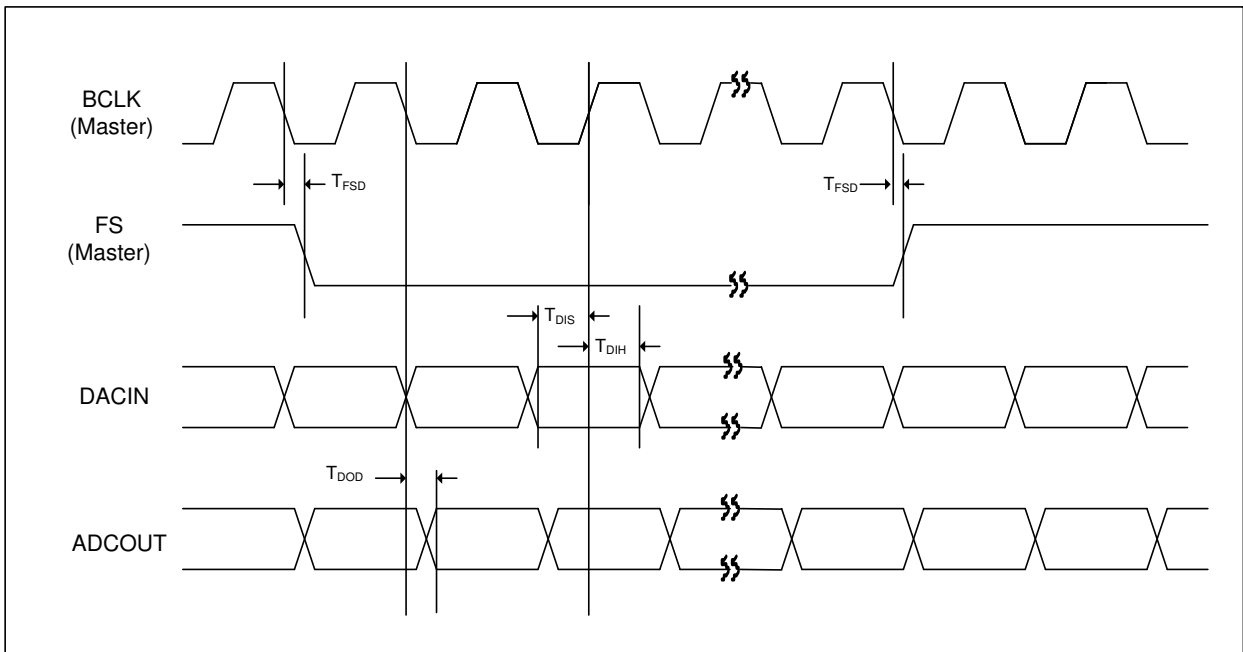 BCLK
(Master)
TFSD
TFSD
FS
(Master)
TDIS
TDIH
DACIN
TDOD
ADCOUT